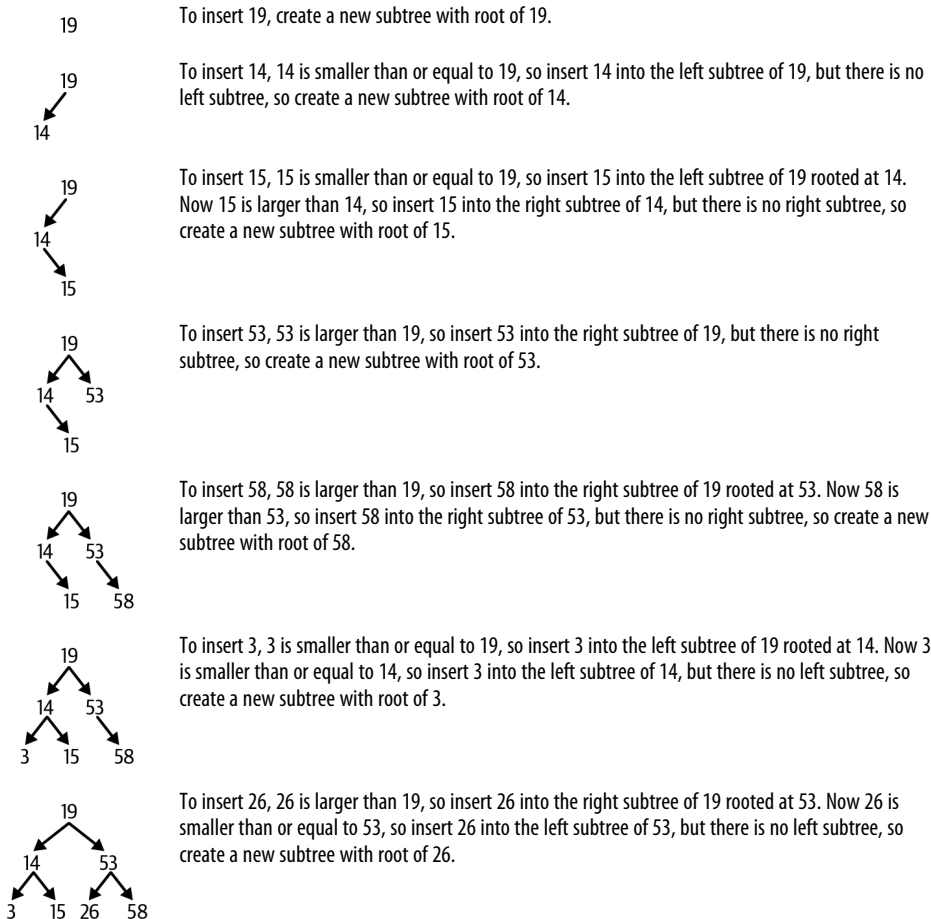 19
To insert 19, create a new subtree with root of 19.
19
14
To insert 14, 14 is smaller than or equal to 19, so insert 14 into the left subtree of 19, but there is no
left subtree, so create a new subtree with root of 14.
19
14
15
To insert 15, 15 is smaller than or equal to 19, so insert 15 into the left subtree of 19 rooted at 14.
Now 15 is larger than 14, so insert 15 into the right subtree of 14, but there is no right subtree, so
create a new subtree with root of 15.
19
14 53
15
To insert 53, 53 is larger than 19, so insert 53 into the right subtree of 19, but there is no right
subtree, so create a new subtree with root of 53.
19
14 53
15 58
To insert 58, 58 is larger than 19, so insert 58 into the right subtree of 19 rooted at 53. Now 58 is
larger than 53, so insert 58 into the right subtree of 53, but there is no right subtree, so create a new
subtree with root of 58.
19
14 53
3 15 58
To insert 3, 3 is smaller than or equal to 19, so insert 3 into the left subtree of 19 rooted at 14. Now 3
is smaller than or equal to 14, so insert 3 into the left subtree of 14, but there is no left subtree, so
create a new subtree with root of 3.
19
14 53
3 15 26 58
To insert 26, 26 is larger than 19, so insert 26 into the right subtree of 19 rooted at 53. Now 26 is
smaller than or equal to 53, so insert 26 into the left subtree of 53, but there is no left subtree, so
create a new subtree with root of 26.